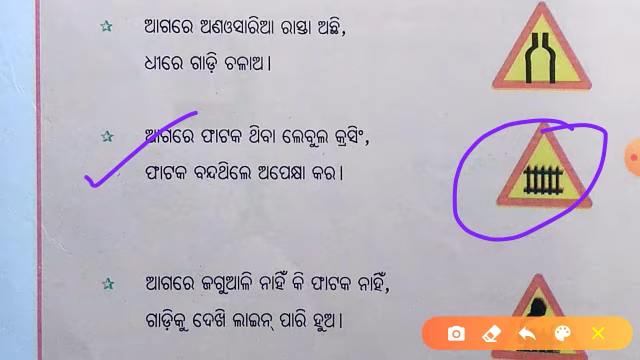 ଆଗରେ ଅଣଓସାରିଆ ରାସ୍ତା ଅଛି,
ଧୀରେ ଗାଡ଼ି ଚଳାଅ।
ଆଗରେ ଫାଟକ ଥିବା ଲେବୁଲ କ୍ରସିଂ,
ଫାଟକ ବନ୍ଦଥିଲେ ଅପେକ୍ଷା କର।
ଆଗରେ ଜଗୁଆଳି ନାହିଁ କି ଫାଟକ ନାହିଁ,
ଗାଡ଼ିକୁ ଦେଖି ଲାଇନ୍ ପାରି ହୁଅ।